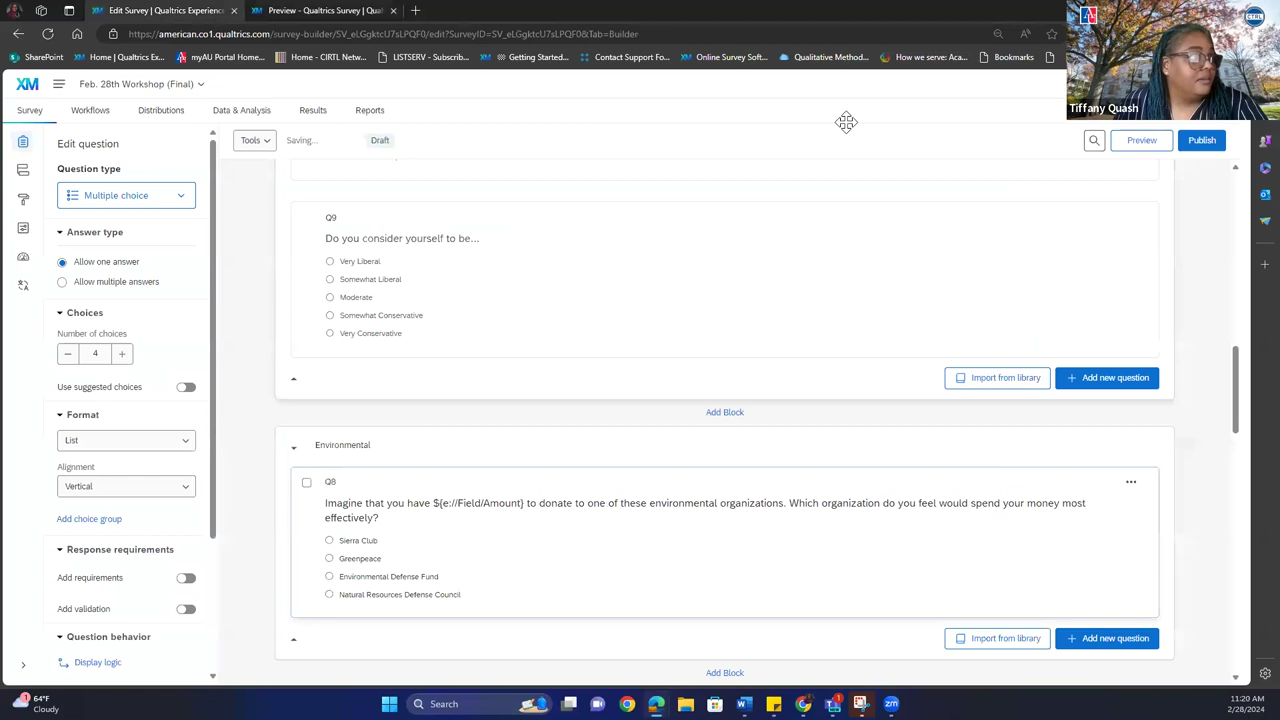 Edit Survey | Qualtrics Experience
Preview - Qualtrics Survey | Qual
https://american.co1.qualtrics.com/survey-builder/SV_eLGgktcU7sLPQF0/edit?SurveyID=SV_eLGgktcU7sLPQF0&Tab=Builder
SharePoint
Home | Qualtrics Ex...
myAU Portal Home...
Home - CIRTL Net...
LISTSERV - Subscrib...
Contact Support Fo...
Online Survey Soft...
Qualitative Method...
How we serve: Aca...
CTRL
Tiffany Quash
XM
Feb. 28th Workshop (Final)
Survey
Workflows
Distributions
Data & Analysis
Results
Reports
Edit question
Tools
Saving...
Draft
Preview
Publish
Question type
Multiple choice
Answer type
Allow one answer
Allow multiple answers
Choices
Number of choices
4
Use suggested choices
Format
List
Alignment
Vertical
Add choice group
Response requirements
Add requirements
Add validation
Question behavior
Display logic
Q9
Do you consider yourself to be...
Very Liberal
Somewhat Liberal
Moderate
Somewhat Conservative
Very Conservative
Import from library
Add new question
Add Block
Environmental
Q8
Imagine that you have ${e://Field/Amount} to donate to one of these environmental organizations. Which organization do you feel would spend your money most
effectively?
Sierra Club
Greenpeace
Environmental Defense Fund
Natural Resources Defense Council
Import from library
Add new question
Add Block
1
64°F
Cloudy
Search
1
11:20 AM
2/28/2024